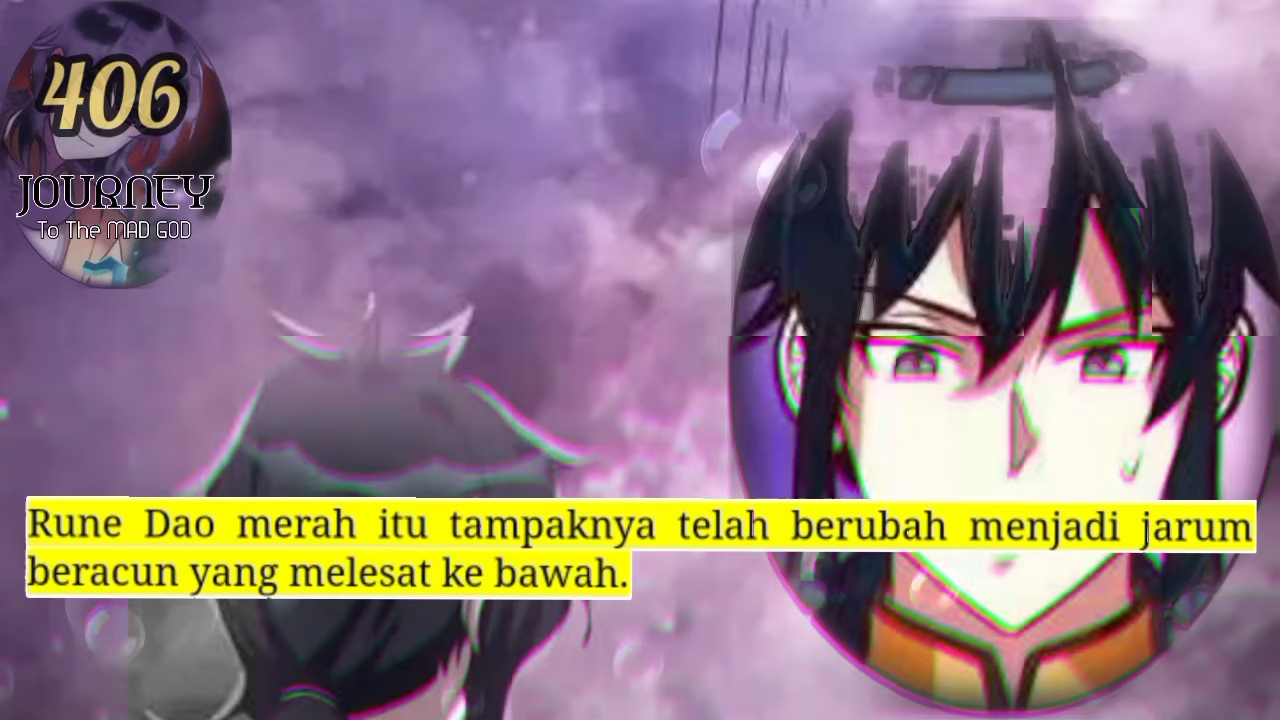 406
JOURNEY
To The MAD GOD
Rune Dao merah itu tampaknya telah berubah menjadi jarum
beracun yang melesat ke bawah.